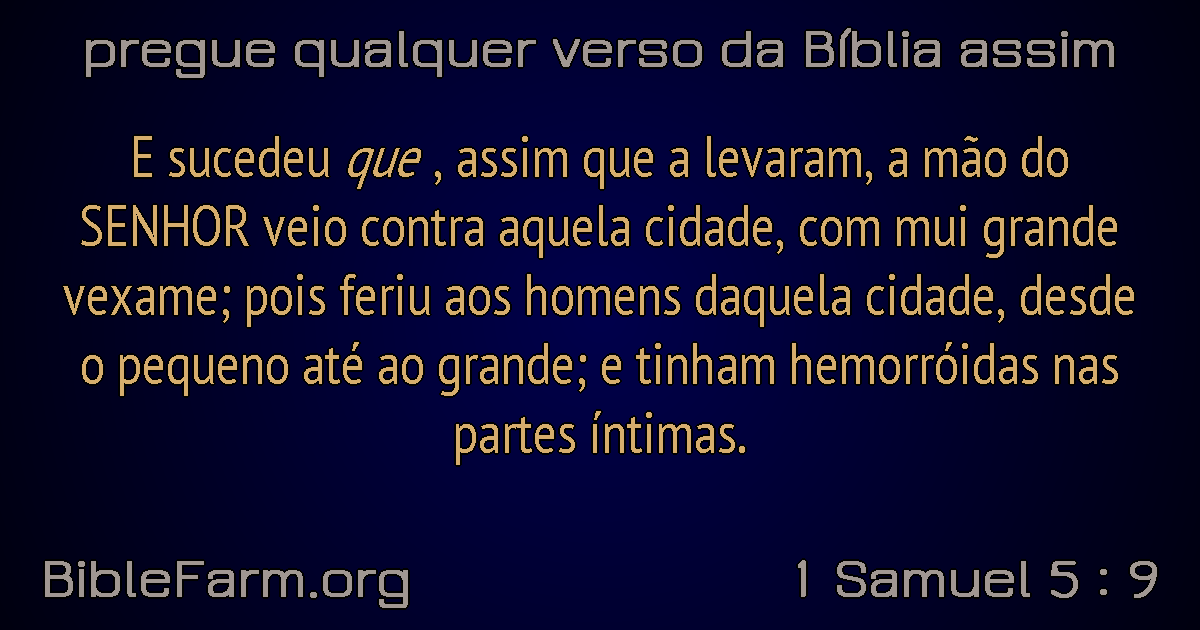 pregue qualquer verso da Bíblia assim
E sucedeu que , assim que a levaram, a mão do
SENHOR veio contra aquela cidade, com mui grande
vexame; pois feriu aos homens daquela cidade, desde
o pequeno até ao grande; e tinham hemorróidas nas
partes íntimas.
BibleFarm.org
1 Samuel 5 : 9